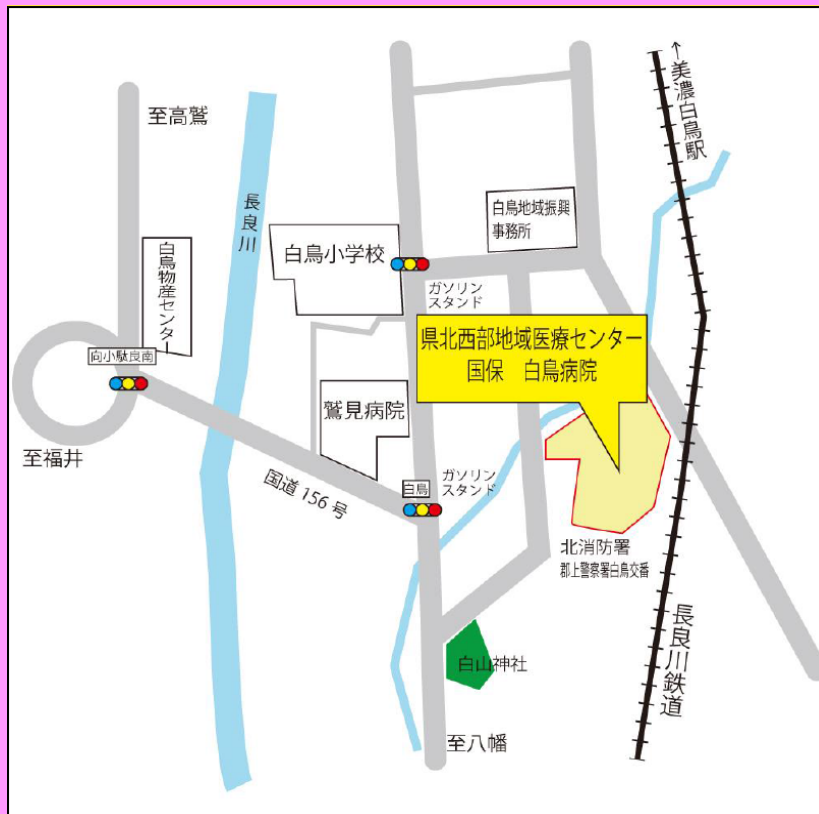 至高鷲
↑美濃白鳥駅
長良川
白鳥地域振興
事務所
白鳥物産センター
白鳥小学校
ガソリン
スタンド
県北西部地域医療センター
国保 白鳥病院
向小駄良南
鷲見病院
至福井
国道156号
白鳥
ガソリン
スタンド
北消防署
郡上警察署白鳥交番
長良川鉄道
白山神社
至八幡